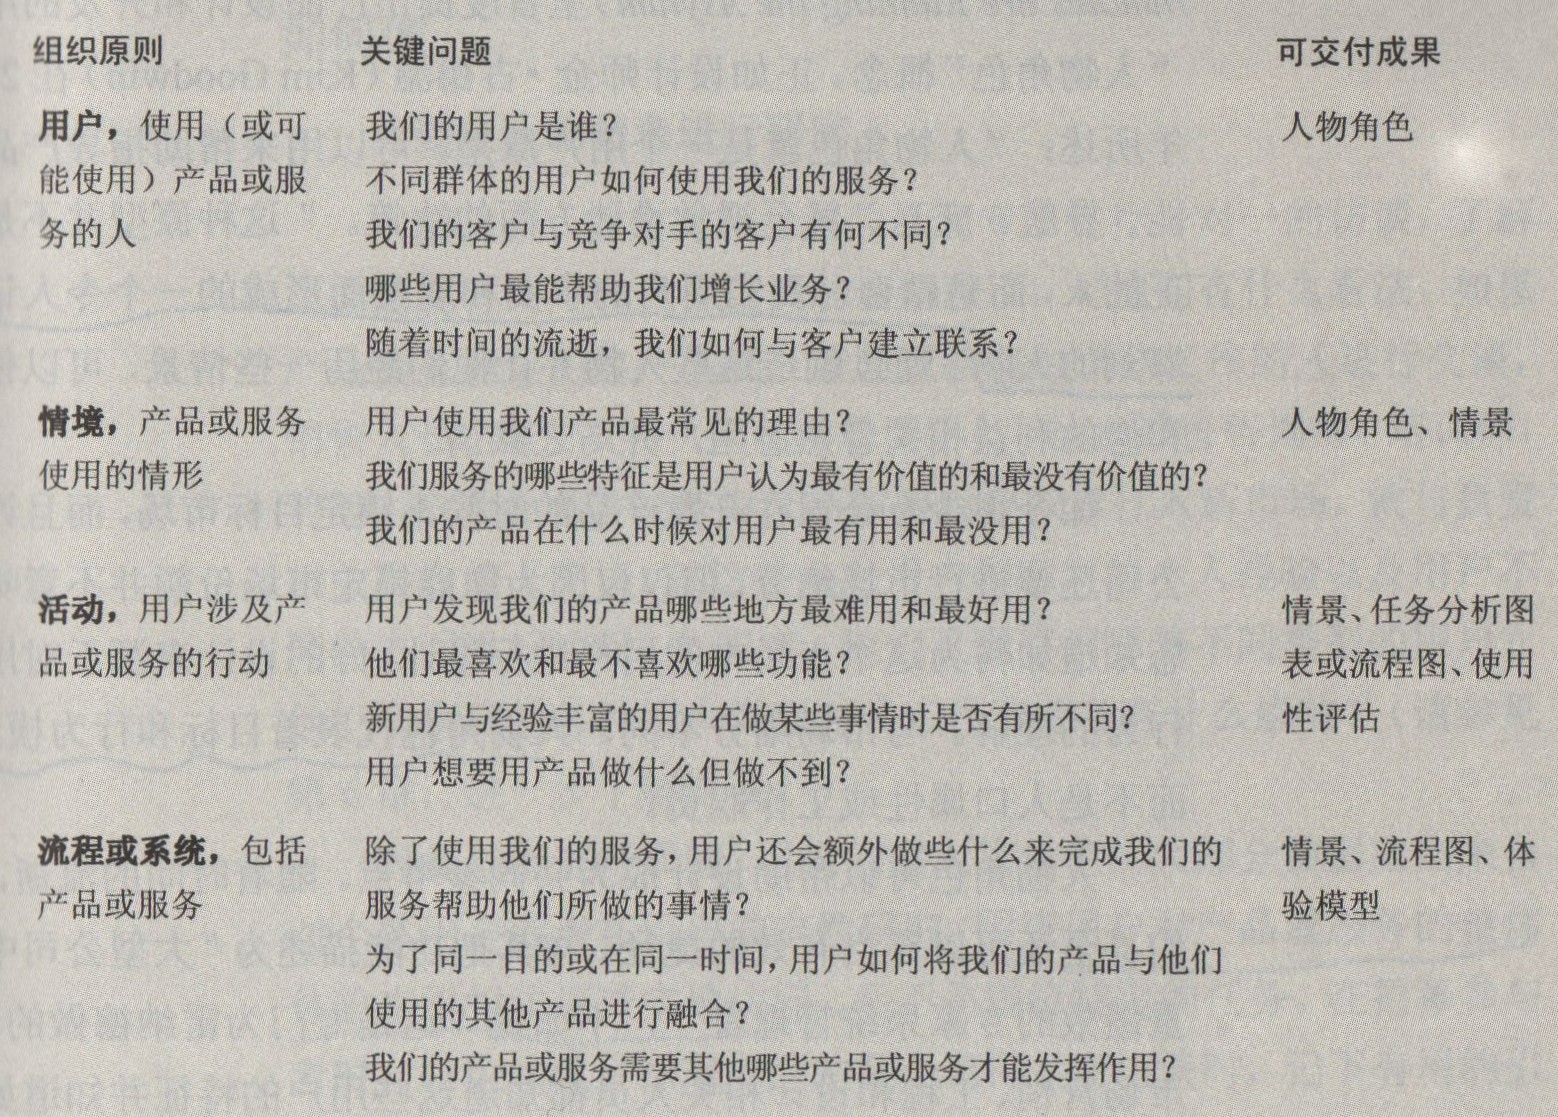 组织原则 关键问题 可交付成果
用户，使用（或可 我们的用户是谁？ 人物角色
能使用）产品或服 不同群体的用户如何使用我们的服务？
务的人 我们的客户与竞争对手的客户有何不同？
哪些用户最能帮助我们增长业务？
随着时间的流逝，我们如何与客户建立联系？
情境，产品或服务 用户使用我们产品最常见的理由？ 人物角色、情景
使用的情形 我们服务的哪些特征是用户认为最有价值的和最没有价值的？
我们的产品在什么时候对用户最有用和最没用？
活动，用户涉及产 用户发现我们的产品哪些地方最难用和最好用？ 情景、任务分析图
品或服务的行动 他们最喜欢和最不喜欢哪些功能？ 表或流程图、使用
新用户与经验丰富的用户在做某些事情时是否有所不同？ 性评估
用户想要用产品做什么但做不到？
流程或系统，包括 除了使用我们的服务，用户还会额外做些什么来完成我们的 情景、流程图、体
产品或服务 服务帮助他们所做的事情？ 验模型
为了同一目的或在同一时间，用户如何将我们的产品与他们
使用的其他产品进行融合？
我们的产品或服务需要其他哪些产品或服务才能发挥作用？